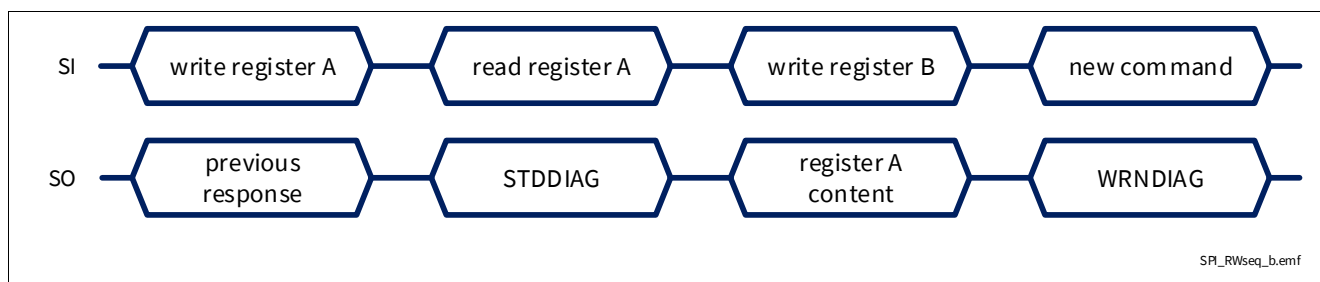 SI
write register A
read register A
write register B
new command
SO
previous
response
STDDIAG
register A
content
WRNDIAG
SPI_RWseq_b.emf